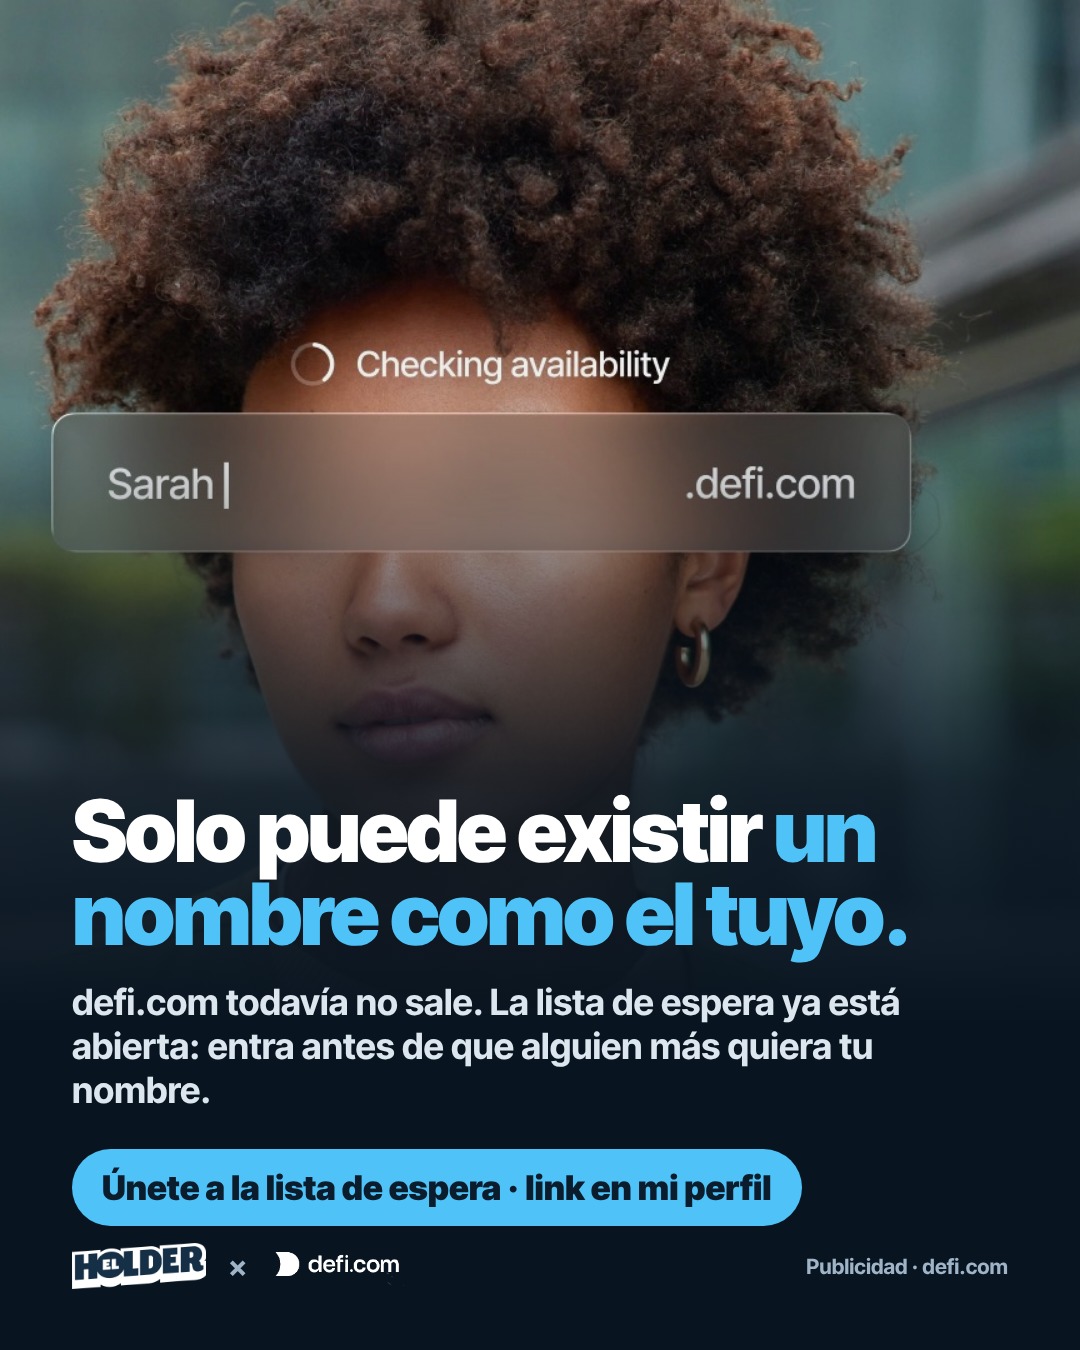 Checking availability
Sarah
.defi.com
Solo puede existir un
nombre como el tuyo.
defi.com todavía no sale. La lista de espera ya está
abierta: entra antes de que alguien más quiera tu
nombre.
Únete a la lista de espera · link en mi perfil
EL HOLDER × defi.com
Publicidad · defi.com